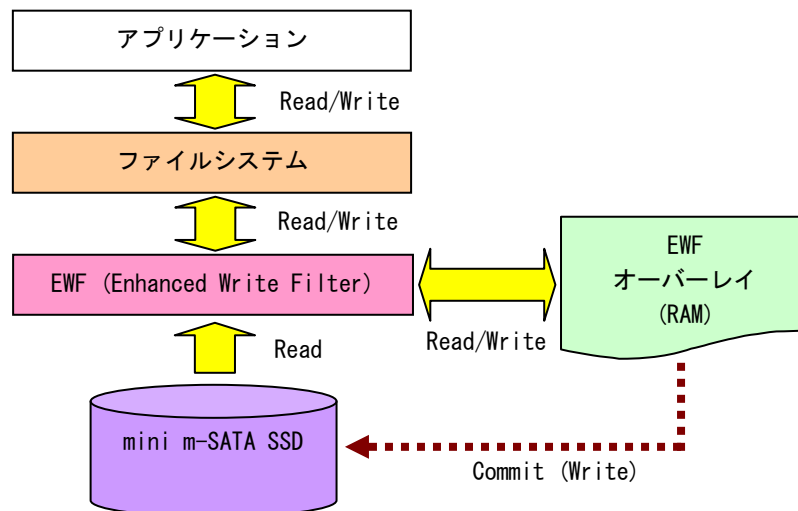 アプリケーション
Read/Write
ファイルシステム
Read/Write
EWF (Enhanced Write Filter)
EWF
オーバーレイ
(RAM)
Read/Write
Read
mini m-SATA SSD
Commit (Write)